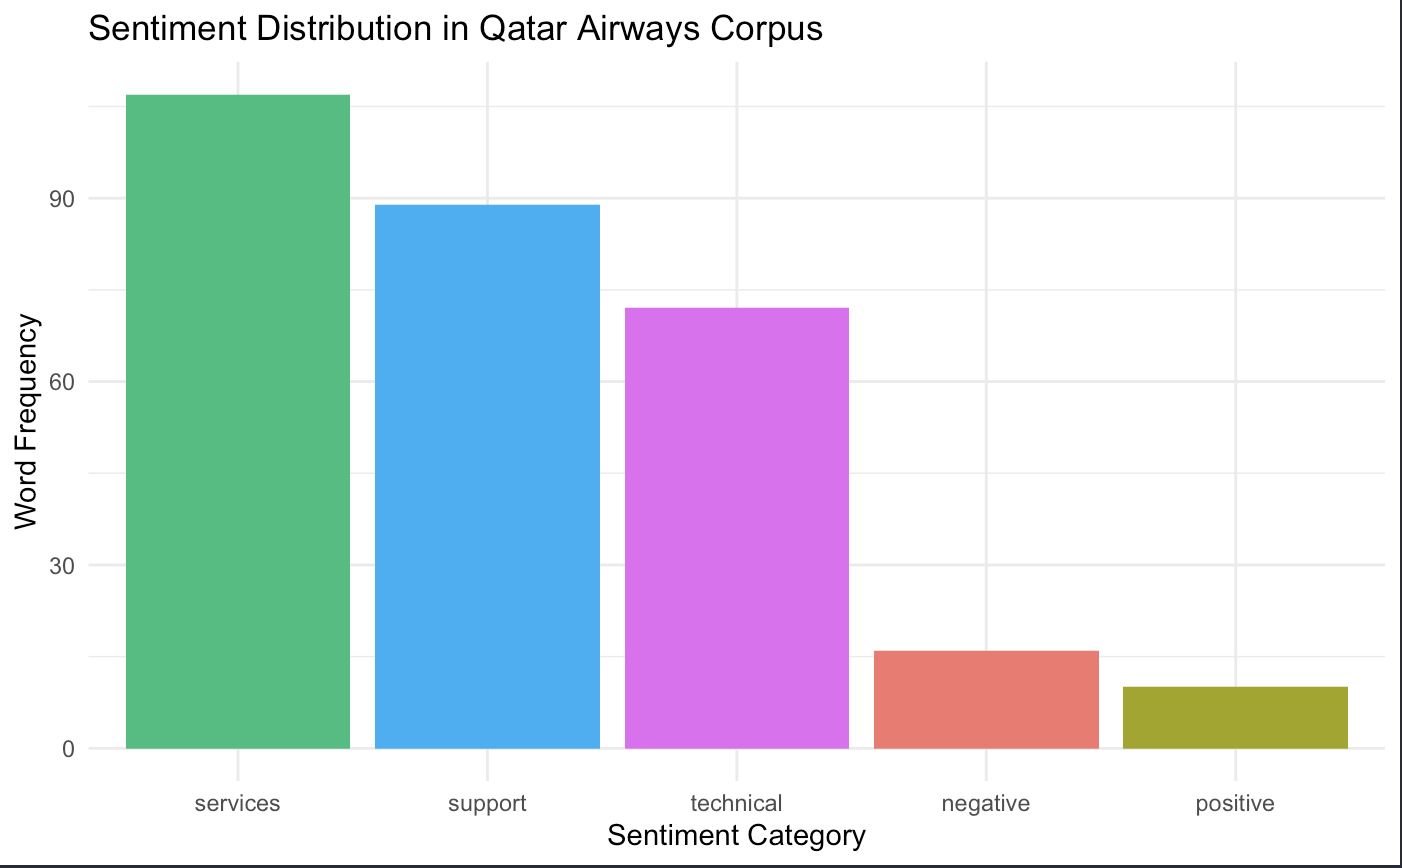 Sentiment Distribution in Qatar Airways Corpus
Word Frequency
90
60
30
0
services support technical negative positive
Sentiment Category